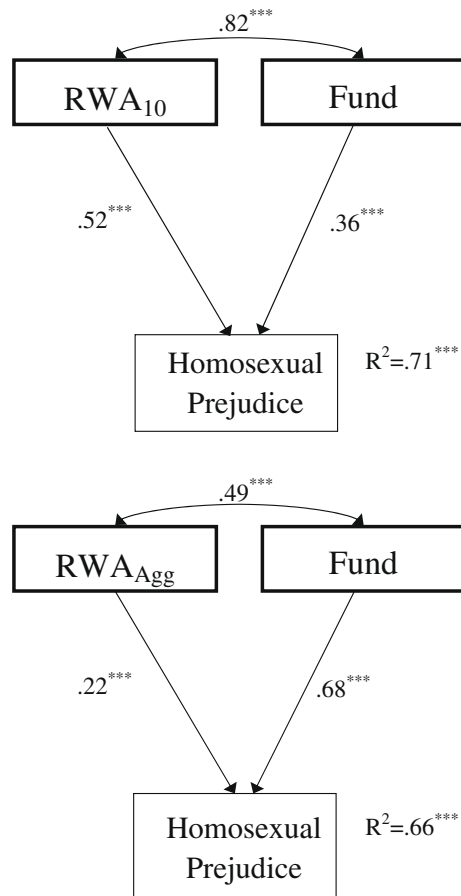 .82***
RWA10 Fund
.52*** .36***
Homosexual
Prejudice
R2=.71***
.49***
RWAAgg Fund
.22*** .68***
Homosexual
Prejudice
R2=.66***